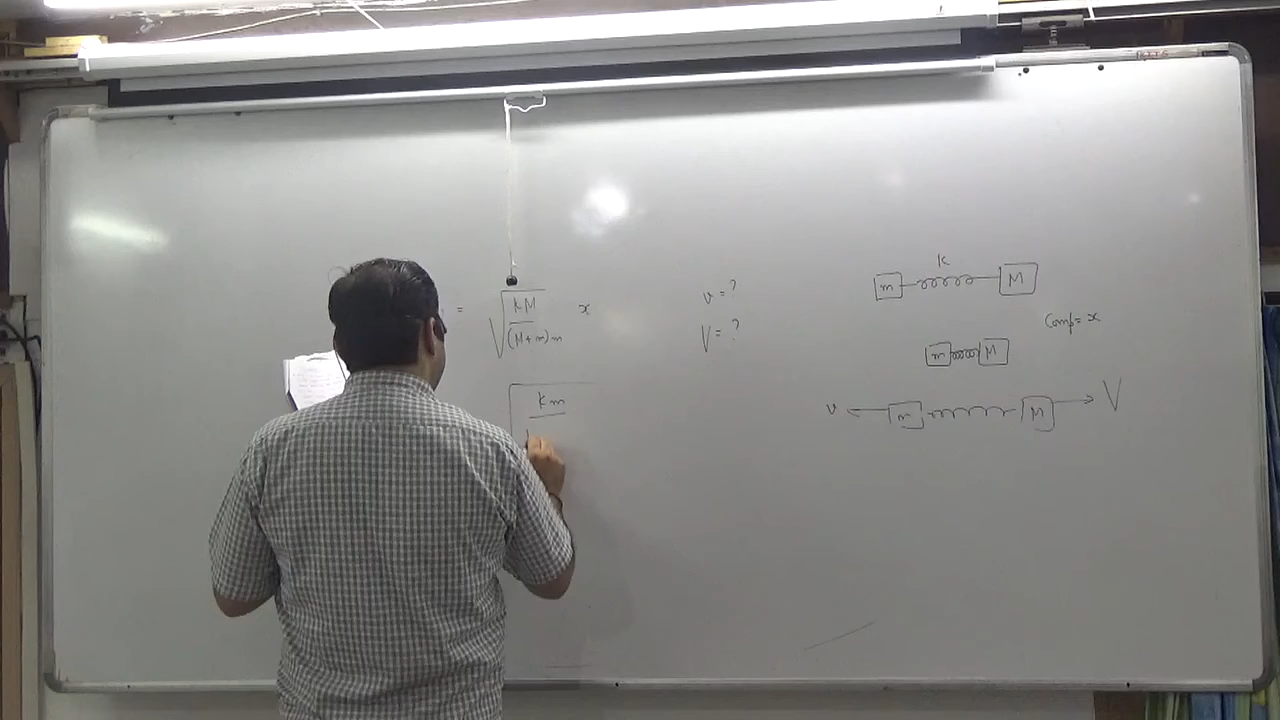 = √(kM / (M+m)m) x
km
v = ?
V = ?
k
m M
Comp = x
m M
v m M V